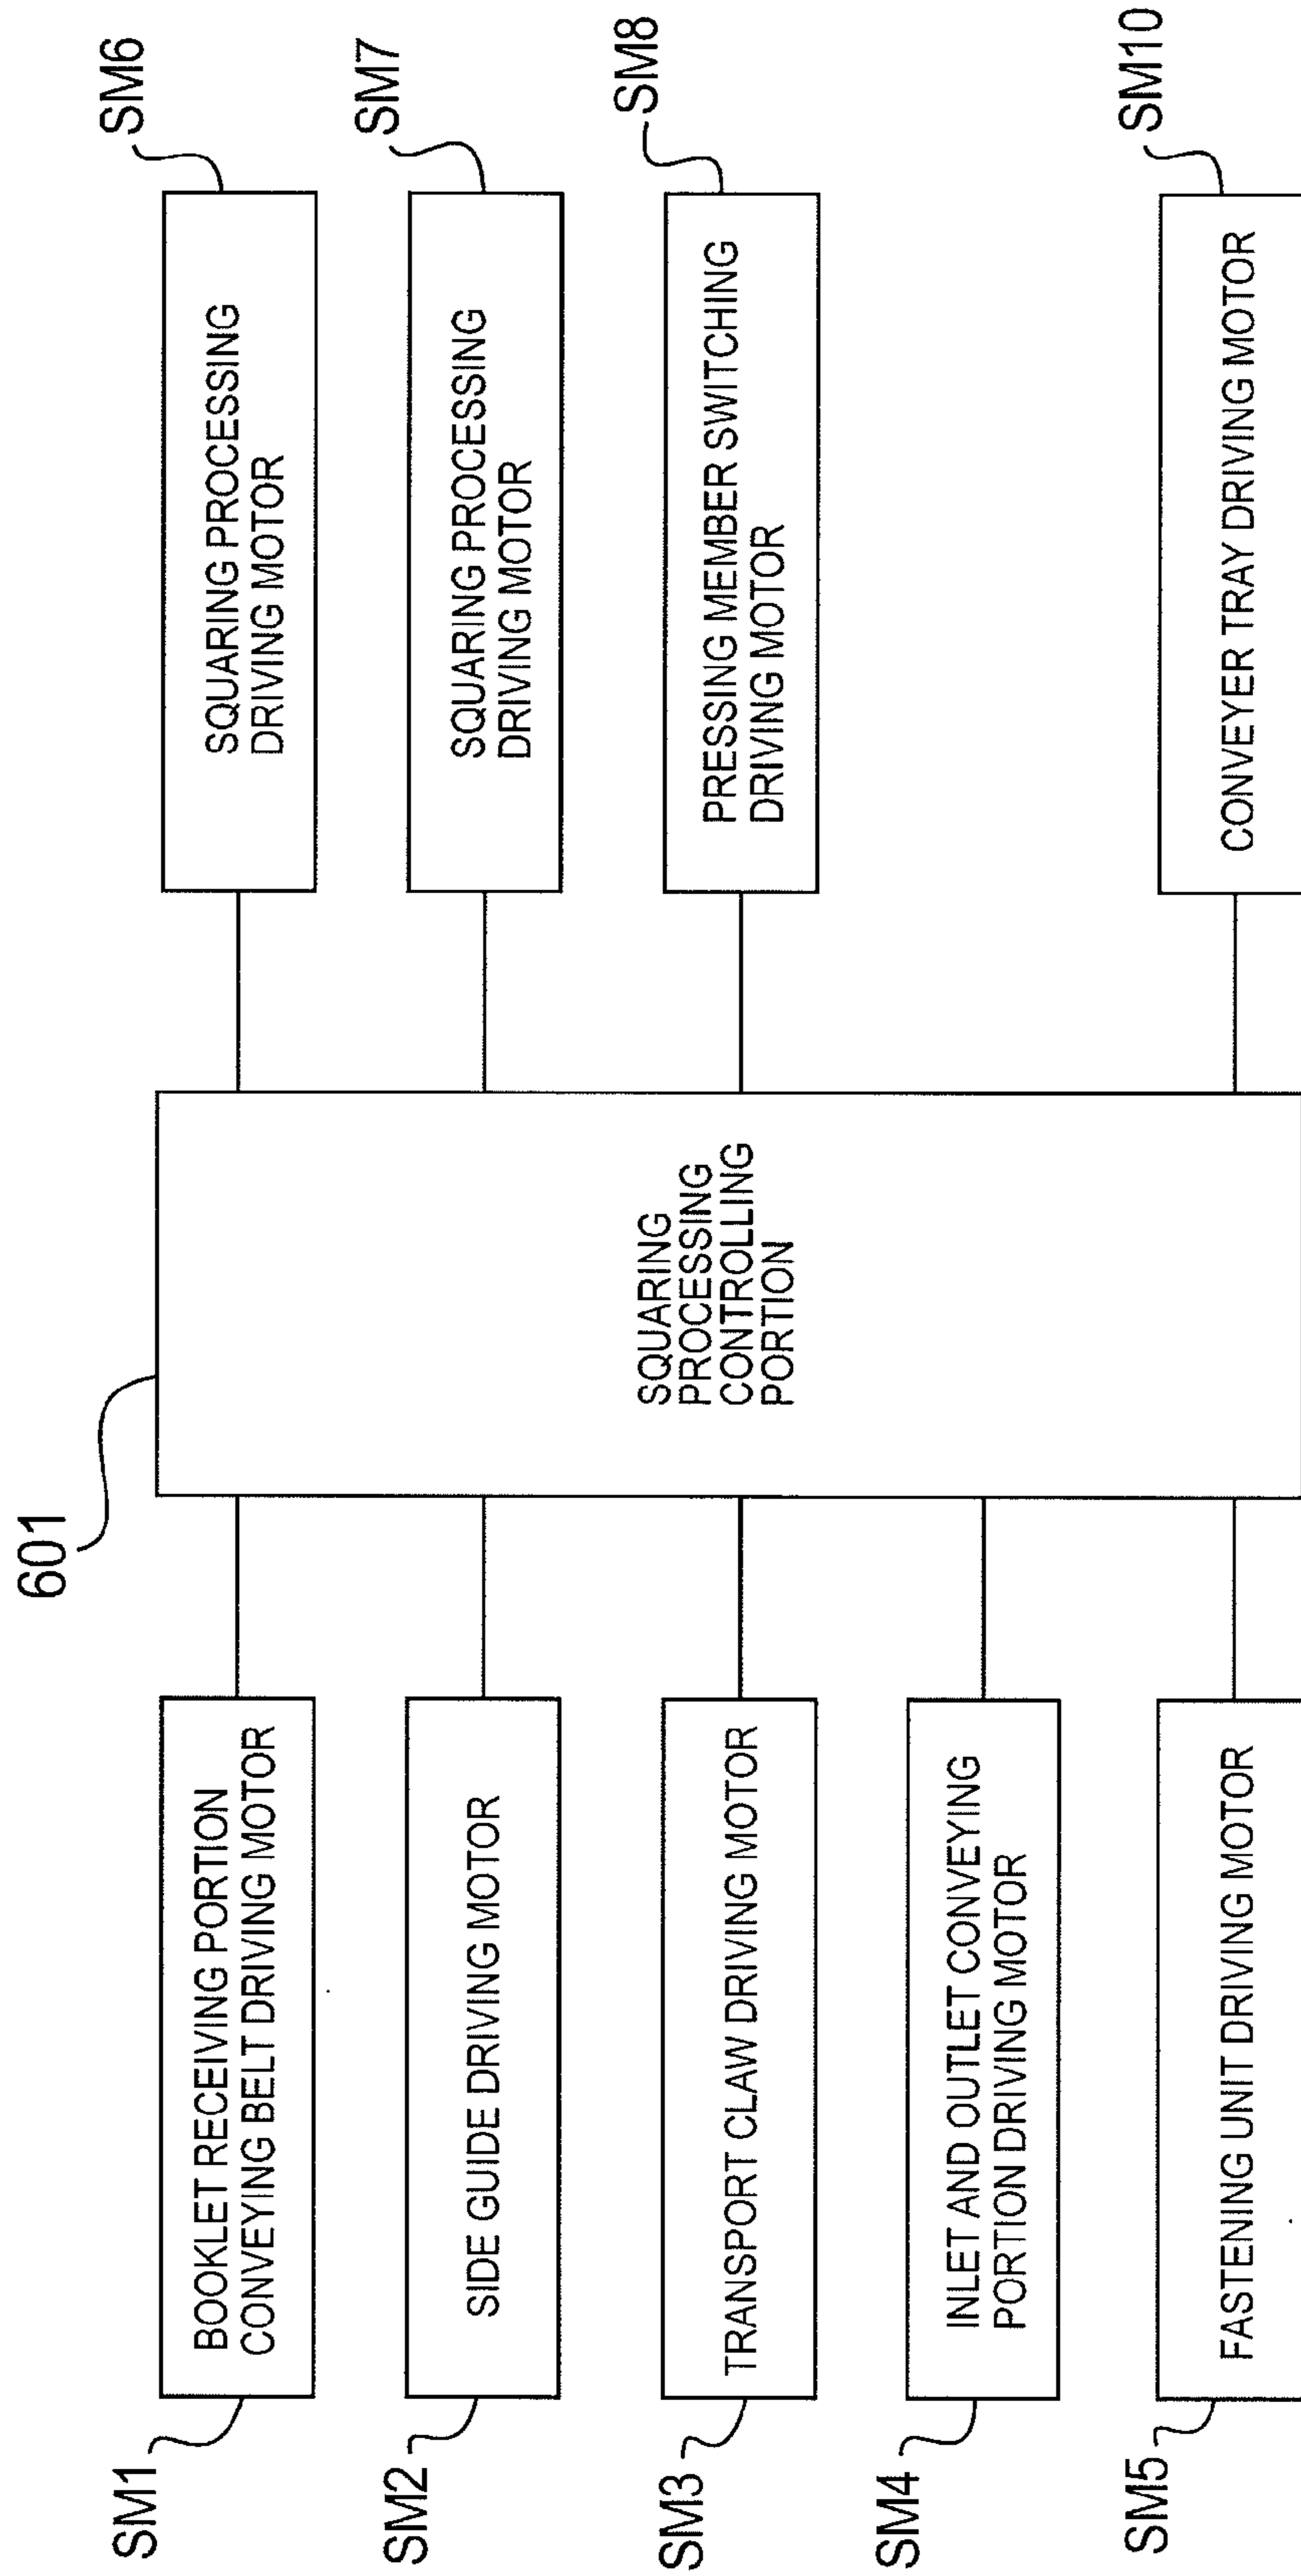 601
SM1
BOOKLET RECEIVING PORTION
CONVEYING BELT DRIVING MOTOR
SM2
SIDE GUIDE DRIVING MOTOR
SM3
TRANSPORT CLAW DRIVING MOTOR
SM4
INLET AND OUTLET CONVEYING
PORTION DRIVING MOTOR
SM5
FASTENING UNIT DRIVING MOTOR
SQUARING
PROCESSING
CONTROLLING
PORTION
SM6
SQUARING PROCESSING
DRIVING MOTOR
SM7
SQUARING PROCESSING
DRIVING MOTOR
SM8
PRESSING MEMBER SWITCHING
DRIVING MOTOR
SM10
CONVEYER TRAY DRIVING MOTOR